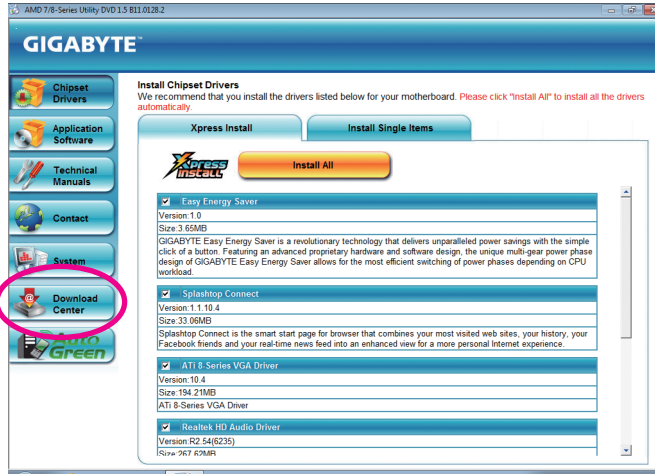 AMD 7/8-Series Utility DVD 1.5 B11.0128.2
GIGABYTE™
Chipset
Drivers
Application
Software
Technical
Manuals
Contact
System
Download
Center
Auto
Green
Install Chipset Drivers
We recommend that you install the drivers listed below for your motherboard. Please click "Install All" to install all the drivers
automatically.
Xpress Install
Install Single Items
Xpress
Install
Install All
Easy Energy Saver
Version:1.0
Size:3.65MB
GIGABYTE Easy Energy Saver is a revolutionary technology that delivers unparalleled power savings with the simple
click of a button. Featuring an advanced proprietary hardware and software design, the unique multi-gear power phase
design of GIGABYTE Easy Energy Saver allows for the most efficient switching of power phases depending on CPU
workload.
Splashtop Connect
Version:1.1.10.4
Size:33.06MB
Splashtop Connect is the smart start page for browser that combines your most visited web sites, your history, your
Facebook friends and your real-time news feed into an enhanced view for a more personal Internet experience.
ATi 8-Series VGA Driver
Version:10.4
Size:194.21MB
ATi 8-Series VGA Driver
Realtek HD Audio Driver
Version:R2.54(6235)
Size:267.62MB